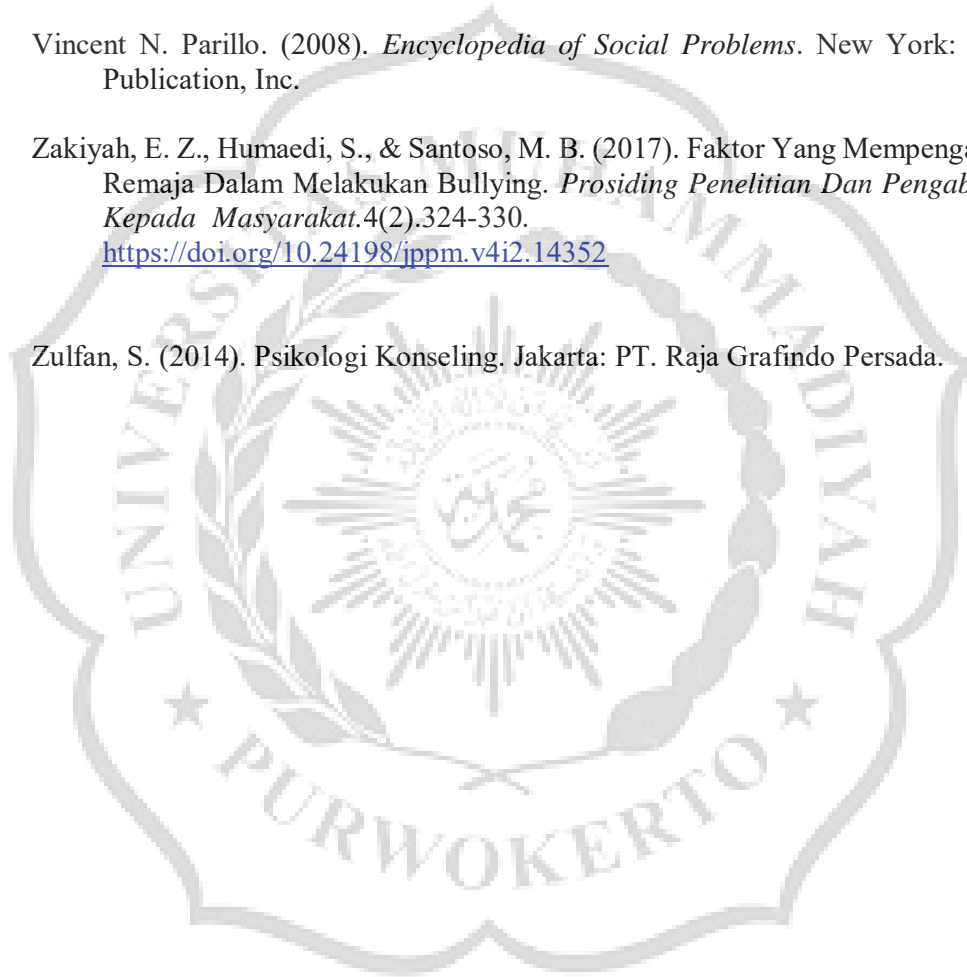 Vincent N. Parillo. (2008). Encyclopedia of Social Problems. New York:
Publication, Inc.
Zakiyah, E. Z., Humaedi, S., & Santoso, M. B. (2017). Faktor Yang Mempenga
Remaja Dalam Melakukan Bullying. Prosiding Penelitian Dan Pengab
Kepada Masyarakat.4(2).324-330.
https://doi.org/10.24198/jppm.v4i2.14352
Zulfan, S. (2014). Psikologi Konseling. Jakarta: PT. Raja Grafindo Persada.
UNIVERSITAS MUHAMMADIYAH
PURWOKERTO